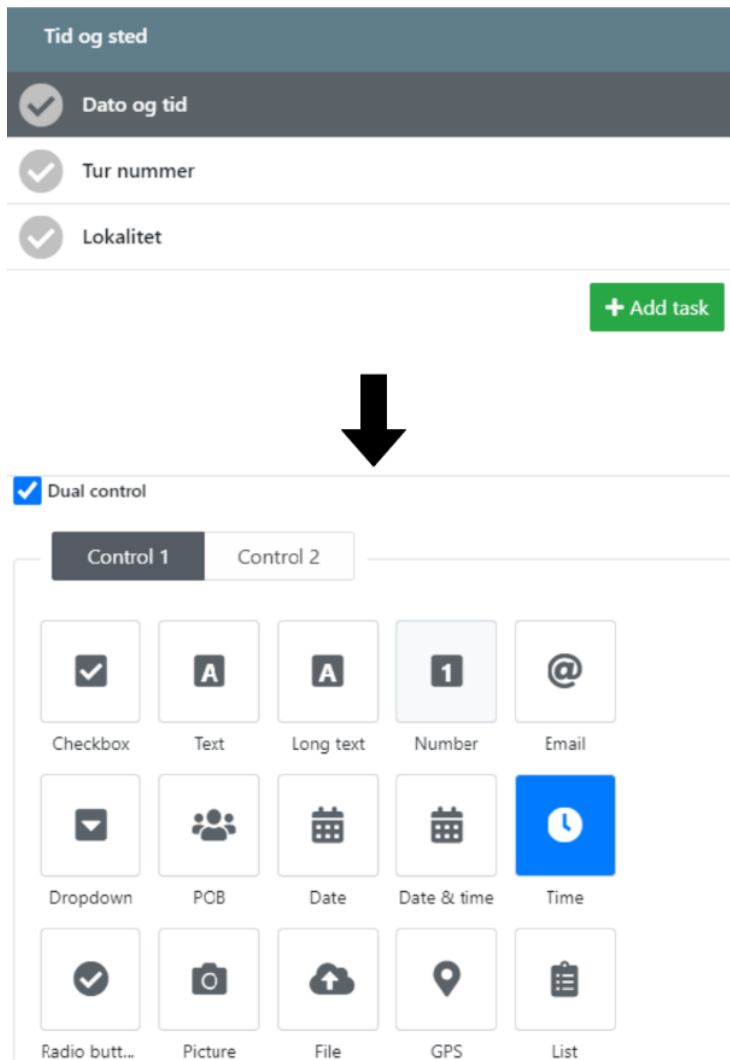 Tid og sted
Dato og tid
Tur nummer
Lokalitet
+ Add task
Dual control
Control 1 Control 2
Checkbox Text Long text Number Email
Dropdown POB Date Date & time Time
Radio butt... Picture File GPS List